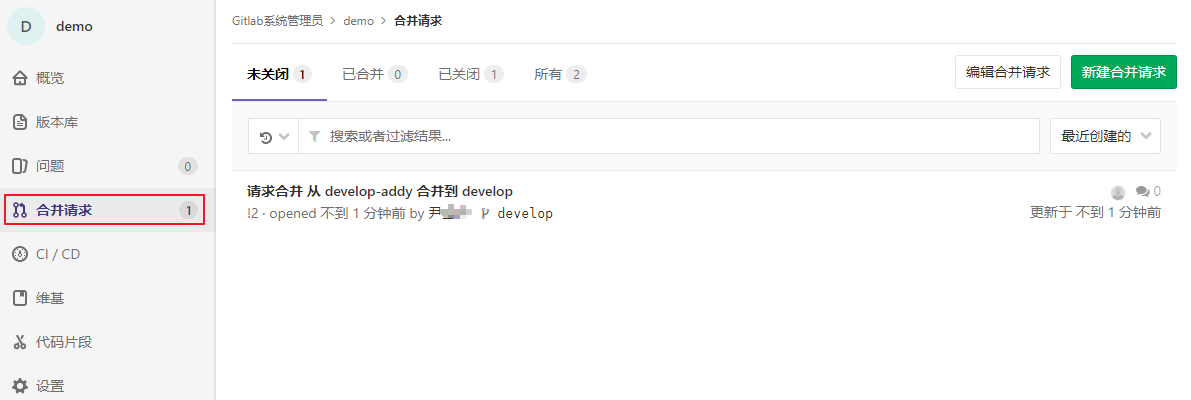 D demo
概览
版本库
问题 0
合并请求 1
CI / CD
维基
代码片段
设置
Gitlab系统管理员 > demo > 合并请求
未关闭 1 已合并 0 已关闭 1 所有 2
编辑合并请求 新建合并请求
搜索或者过滤结果... 最近创建的
请求合并 从 develop-addy 合并到 develop 0
!2 · opened 不到 1 分钟前 by 尹 develop 更新于 不到 1 分钟前